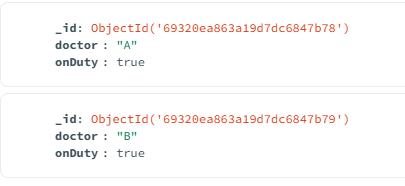 _id: ObjectId('69320ea863a19d7dc6847b78')
doctor : "A"
onDuty : true
_id: ObjectId('69320ea863a19d7dc6847b79')
doctor : "B"
onDuty : true